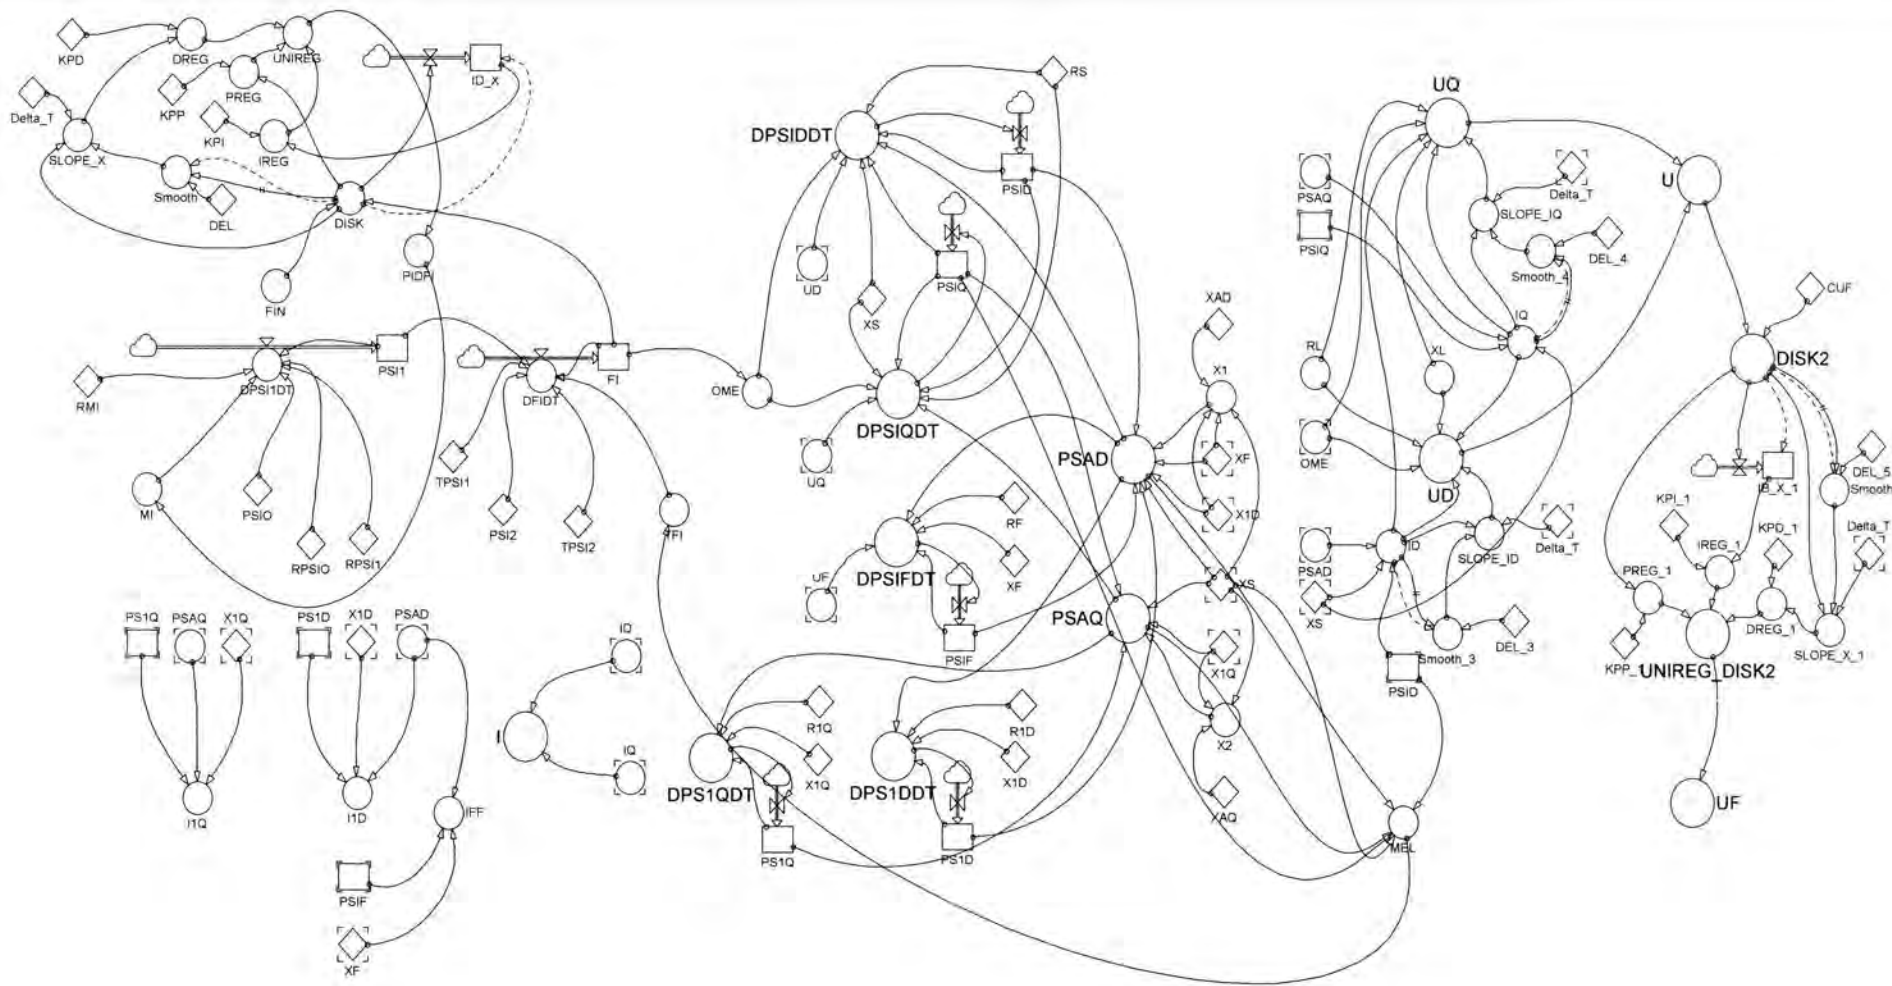 KPD
DREG
UNIREG
ID_X
PREG
KPP
Delta_T
KPI
SLOPE_X
IREG
Smooth
DEL
DISK
PIDFI
FIN
RS
DPSIDDT
PSID
UD
XS
PSIQ
UQ
U
PSAQ
Delta_T
SLOPE_IQ
PSIQ
DEL_4
Smooth_4
CUF
IQ
RL
XL
DISK2
PSI1
DPSI1DT
RMI
FI
DFIDT
OME
DPSIQDT
UQ
XAD
X1
PSAD
XF
X1D
OME
UD
DEL_5
Smooth
IB_X_1
KPI_1
KPD_1
Delta_T
IREG_1
MI
PSIO
RPSIO
RPSI1
TPSI1
PSI2
TPSI2
TFI
RF
DPSIFDT
XF
UF
XS
PSAQ
PSIF
PSAD
ID
SLOPE_ID
Delta_T
XS
Smooth_3
DEL_3
PSID
PREG_1
DREG_1
SLOPE_X_1
KPP_1
UNIREG_DISK2
PS1Q
PSAQ
X1Q
PS1D
X1D
PSAD
ID
I
IQ
X1Q
R1Q
R1D
X2
DPS1QDT
X1Q
DPS1DDT
X1D
XAQ
UF
I1Q
I1D
IFF
PS1Q
PS1D
MEL
PSIF
XF